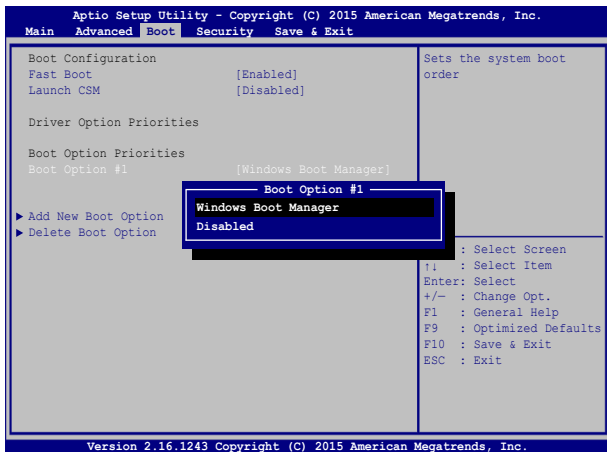 Aptio Setup Utility - Copyright (C) 2015 American Megatrends, Inc.
Main Advanced Boot Security Save & Exit
Boot Configuration
Fast Boot [Enabled]
Launch CSM [Disabled]
Driver Option Priorities
Boot Option Priorities
Boot Option #1 [Windows Boot Manager]
Add New Boot Option
Delete Boot Option
Boot Option #1
Windows Boot Manager
Disabled
Sets the system boot
order
: Select Screen
↑↓ : Select Item
Enter: Select
+/— : Change Opt.
F1 : General Help
F9 : Optimized Defaults
F10 : Save & Exit
ESC : Exit
Version 2.16.1243 Copyright (C) 2015 American Megatrends, Inc.